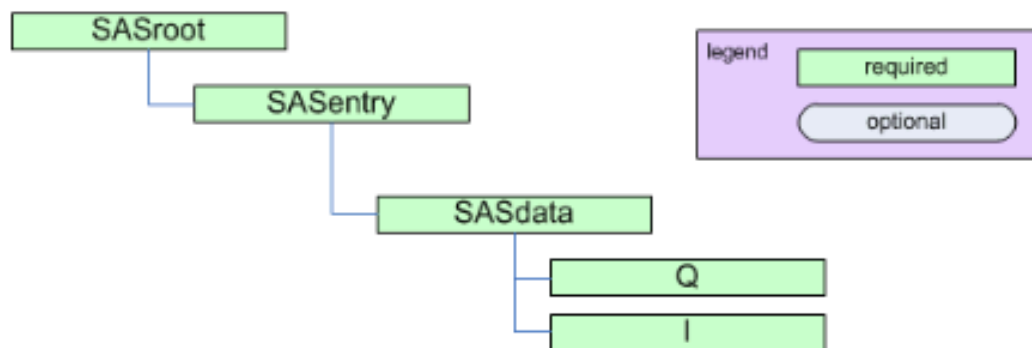 SASroot
legend
required
SASentry
optional
SASdata
Q
I